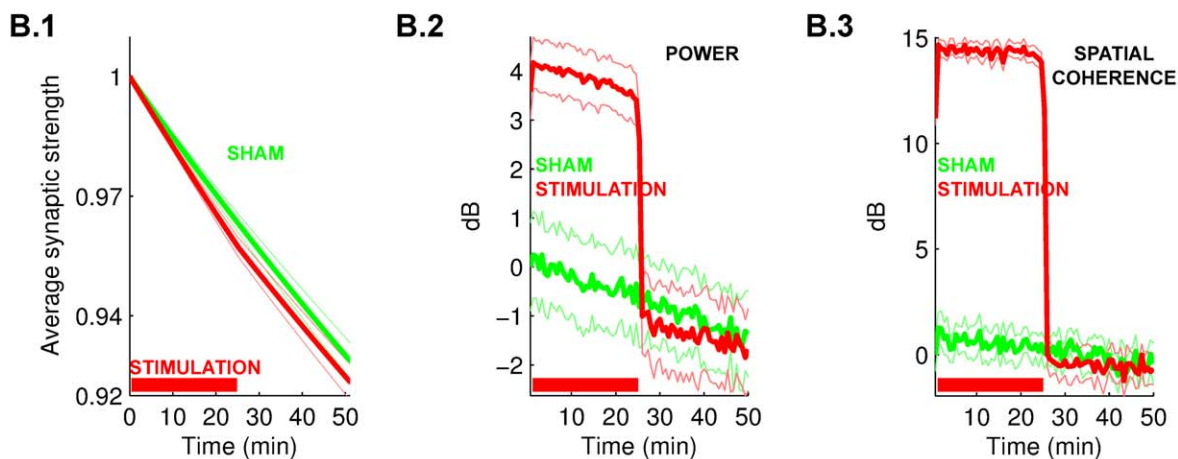 B.1
Average synaptic strength
1
0.97
0.94
0.92
SHAM
STIMULATION
0 10 20 30 40 50
Time (min)
B.2
POWER
dB
4
3
2
1
0
−1
−2
SHAM
STIMULATION
10 20 30 40 50
Time (min)
B.3
SPATIAL
COHERENCE
dB
15
10
5
0
SHAM
STIMULATION
10 20 30 40 50
Time (min)